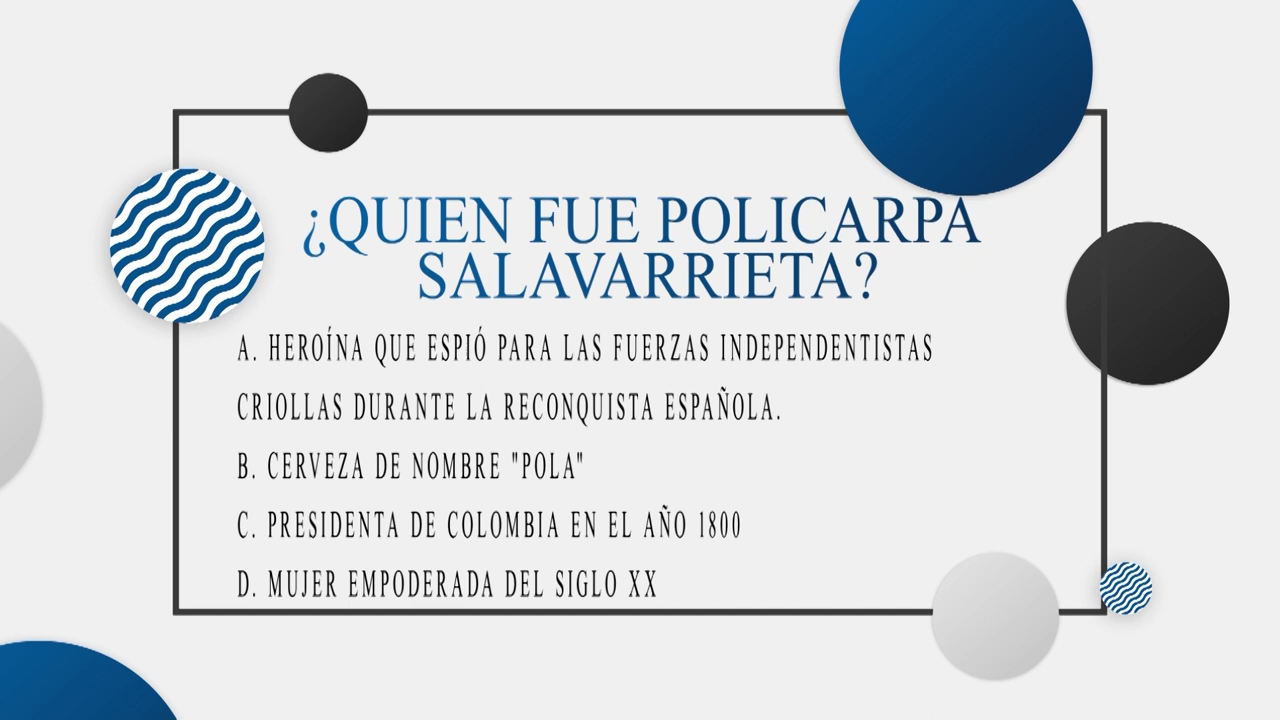 ¿QUIEN FUE POLICARPA
SALAVARRIETA?
A. HEROÍNA QUE ESPIÓ PARA LAS FUERZAS INDEPENDENTISTAS
CRIOLLAS DURANTE LA RECONQUISTA ESPAÑOLA.
B. CERVEZA DE NOMBRE "POLA"
C. PRESIDENTA DE COLOMBIA EN EL AÑO 1800
D. MUJER EMPODERADA DEL SIGLO XX